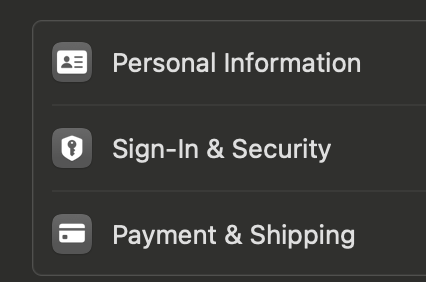 Personal Information
Sign-In & Security
Payment & Shipping